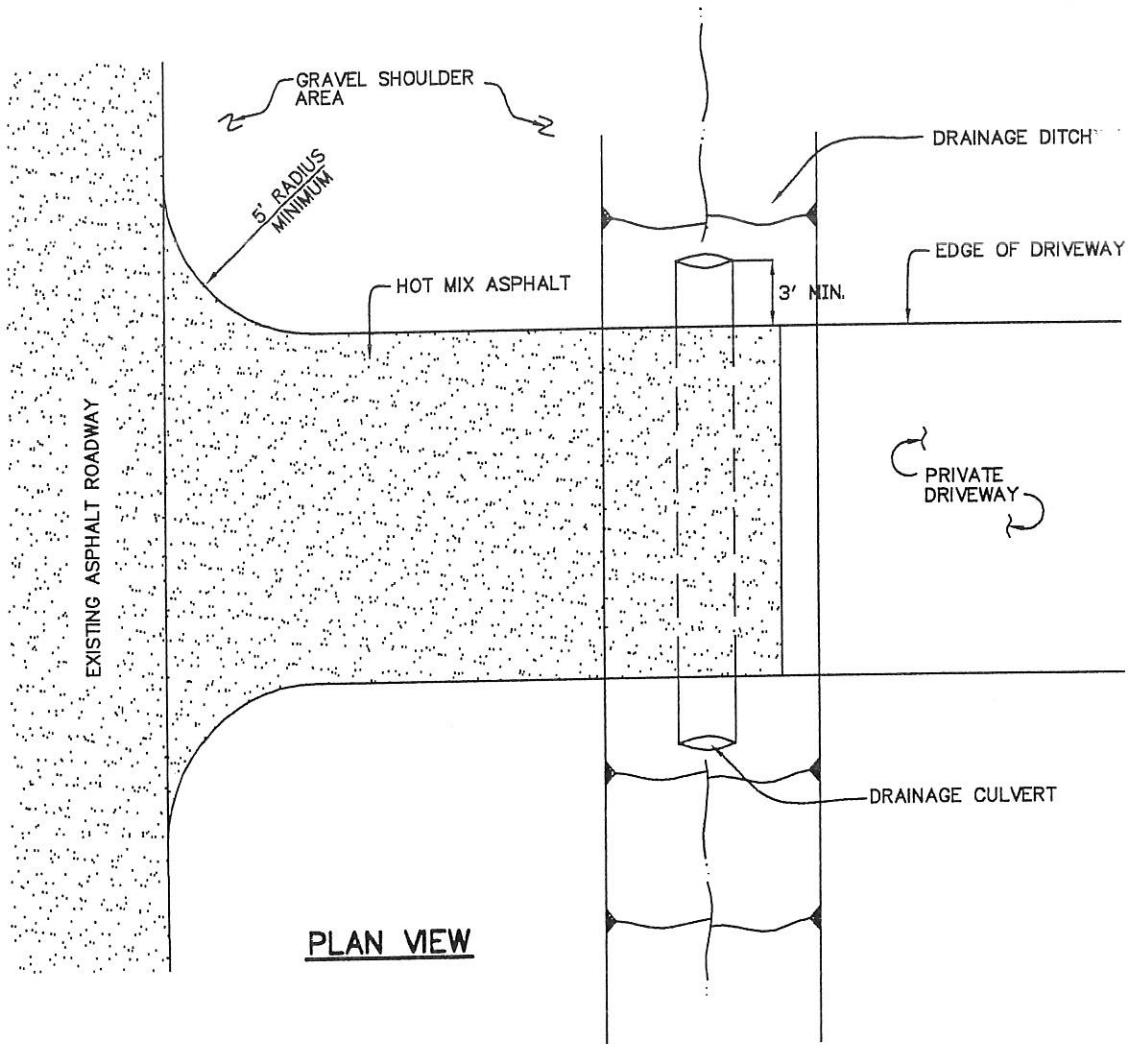 GRAVEL SHOULDER
AREA
DRAINAGE DITCH
5' RADIUS
MINIMUM
EDGE OF DRIVEWAY
HOT MIX ASPHALT
3' MIN.
EXISTING ASPHALT ROADWAY
PRIVATE
DRIVEWAY
DRAINAGE CULVERT
PLAN VIEW